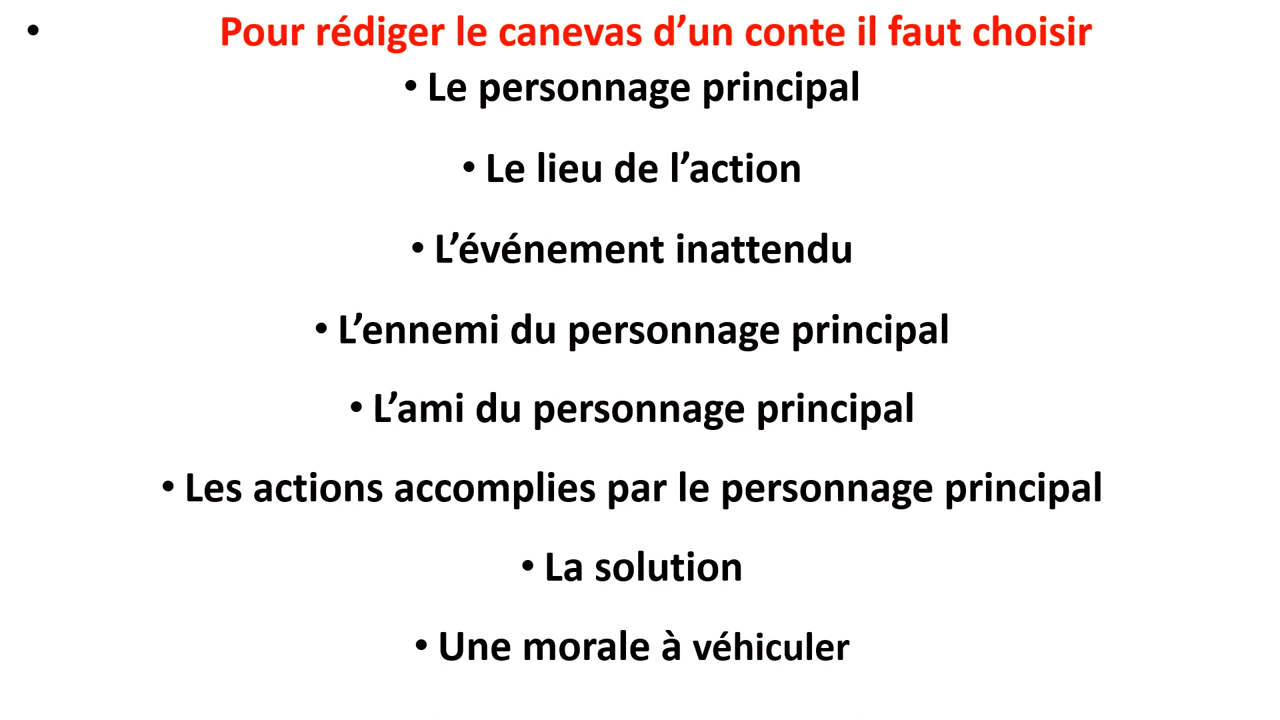 • Pour rédiger le canevas d’un conte il faut choisir
• Le personnage principal
• Le lieu de l’action
• L’événement inattendu
• L’ennemi du personnage principal
• L’ami du personnage principal
• Les actions accomplies par le personnage principal
• La solution
• Une morale à véhiculer